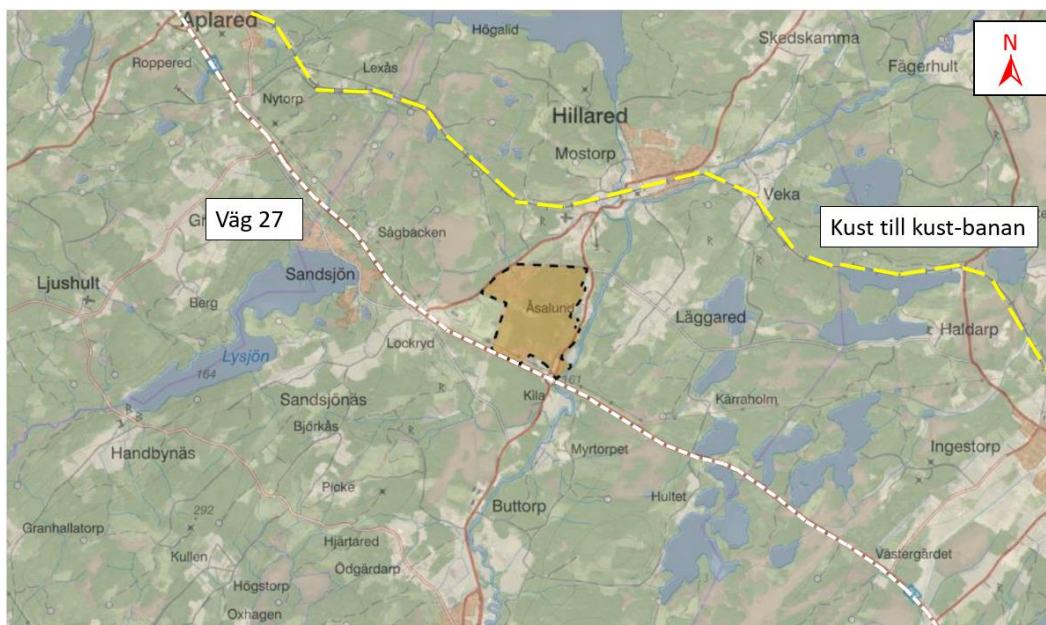 Aplared
Högalid
Skedskamma
N
Roppered
Lexås
Fägerhult
Nytorp
Hillared
Mostorp
Veka
Väg 27
Sågbacken
Kust till kust-banan
Ljushult
Sandsjön
Berg
Åsalund
Läggared
Haldarp
Lockryd
Lysjön
164
161
Kila
Karraholm
Sandsjönäs
Björkås
Handbynäs
Myrtorpet
Ingestorp
Picke
Hultet
Buttorp
292
Granhallatorp
Hjärtared
Kullen
Ödgärdarp
Västergärdet
Högstorp
Oxhagen